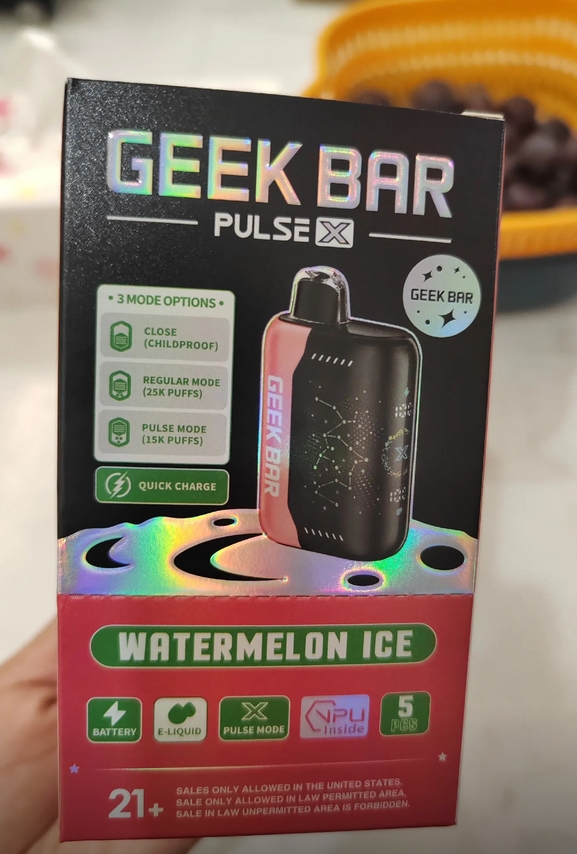 GEEK BAR
PULSE X
GEEK BAR
• 3 MODE OPTIONS •
CLOSE
(CHILDPROOF)
REGULAR MODE
(25K PUFFS)
PULSE MODE
(15K PUFFS)
QUICK CHARGE
GEEK BAR
X
WATERMELON ICE
BATTERY
E-LIQUID
X
PULSE MODE
VPU
Inside
5
PCS
21+
SALES ONLY ALLOWED IN THE UNITED STATES.
SALE ONLY ALLOWED IN LAW PERMITTED AREA,
SALE IN LAW UNPERMITTED AREA IS FORBIDDEN.